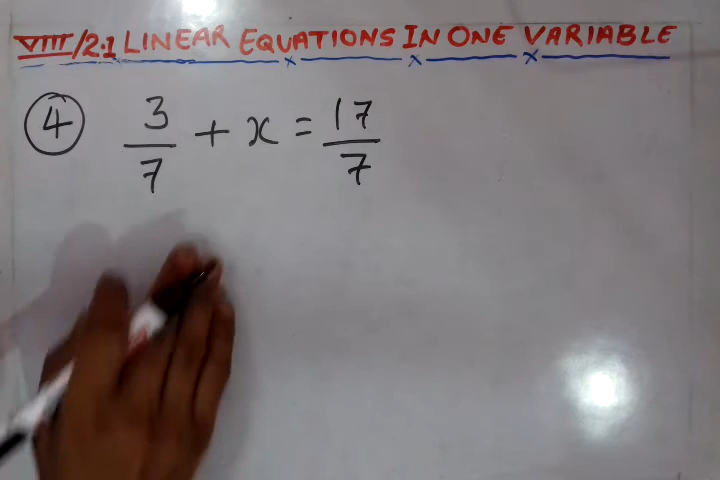 VIII/2.1 LINEAR EQUATIONS IN ONE VARIABLE
④ 3/7 + x = 17/7